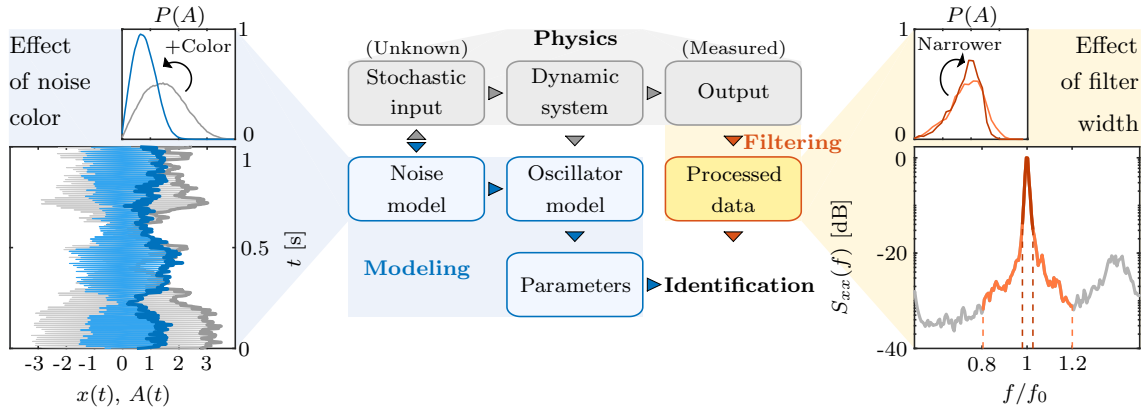 Effect
of noise
color
P(A)
1
+Color
0
1
0.5
0
t [s]
-3 -2 -1 0 1 2 3
x(t), A(t)
Physics
(Unknown)
(Measured)
Stochastic
input
Dynamic
system
Output
Filtering
Noise
model
Oscillator
model
Processed
data
Modeling
Parameters
Identification
P(A)
1
Narrower
0
Effect
of filter
width
0
-20
-40
S_xx(f) [dB]
0.8 1 1.2
f/f_0